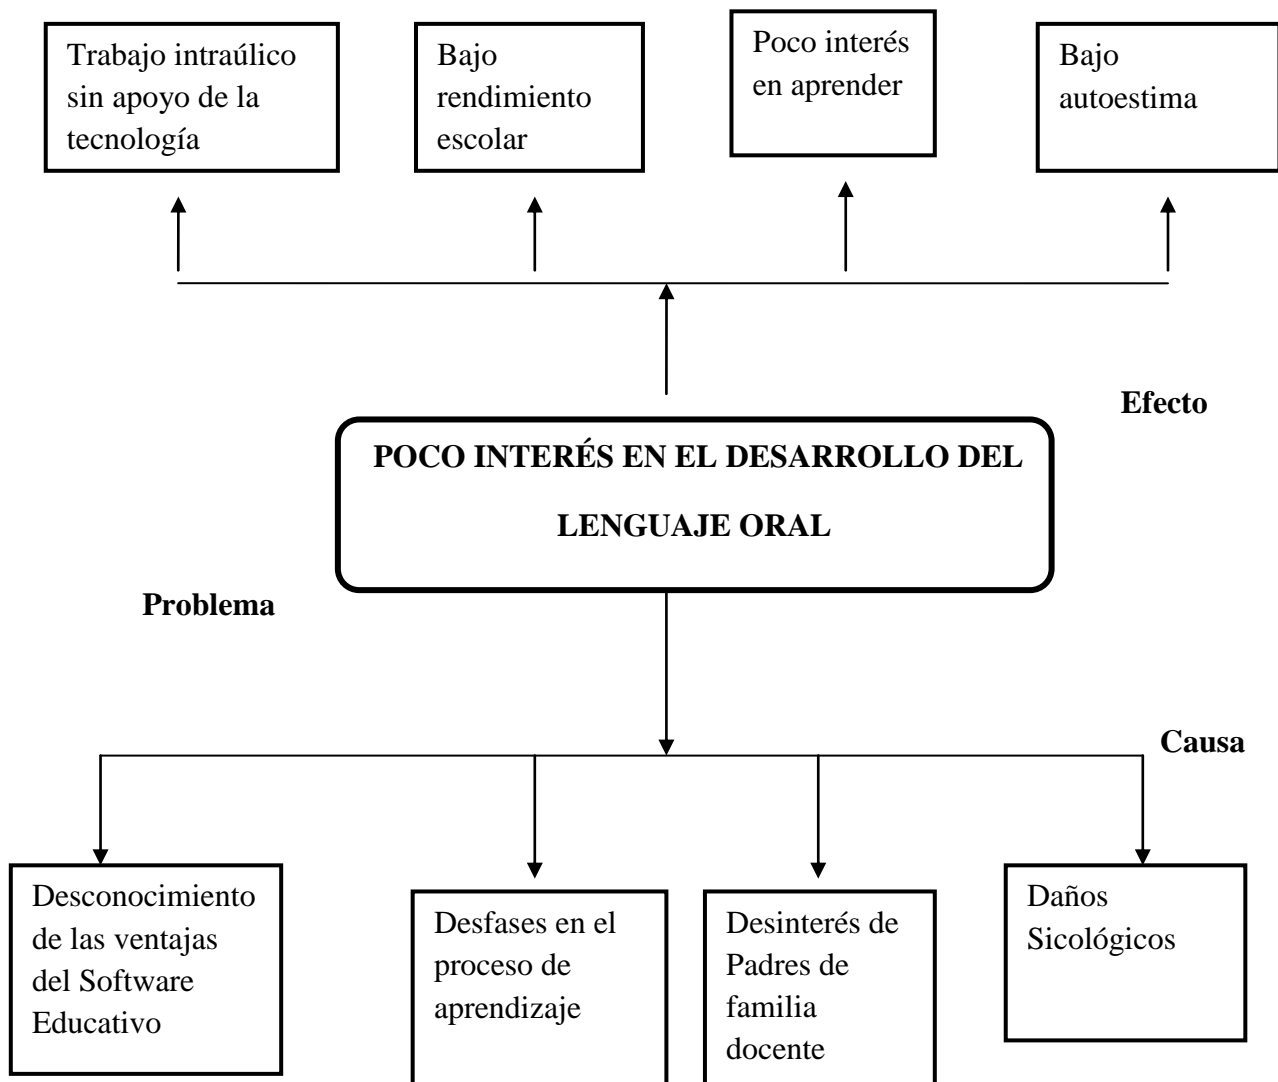 Trabajo intraúlico
sin apoyo de la
tecnología
Bajo
rendimiento
escolar
Poco interés
en aprender
Bajo
autoestima
Efecto
POCO INTERÉS EN EL DESARROLLO DEL
LENGUAJE ORAL
Problema
Causa
Desconocimiento
de las ventajas
del Software
Educativo
Desfases en el
proceso de
aprendizaje
Desinterés de
Padres de
familia
docente
Daños
Sicológicos